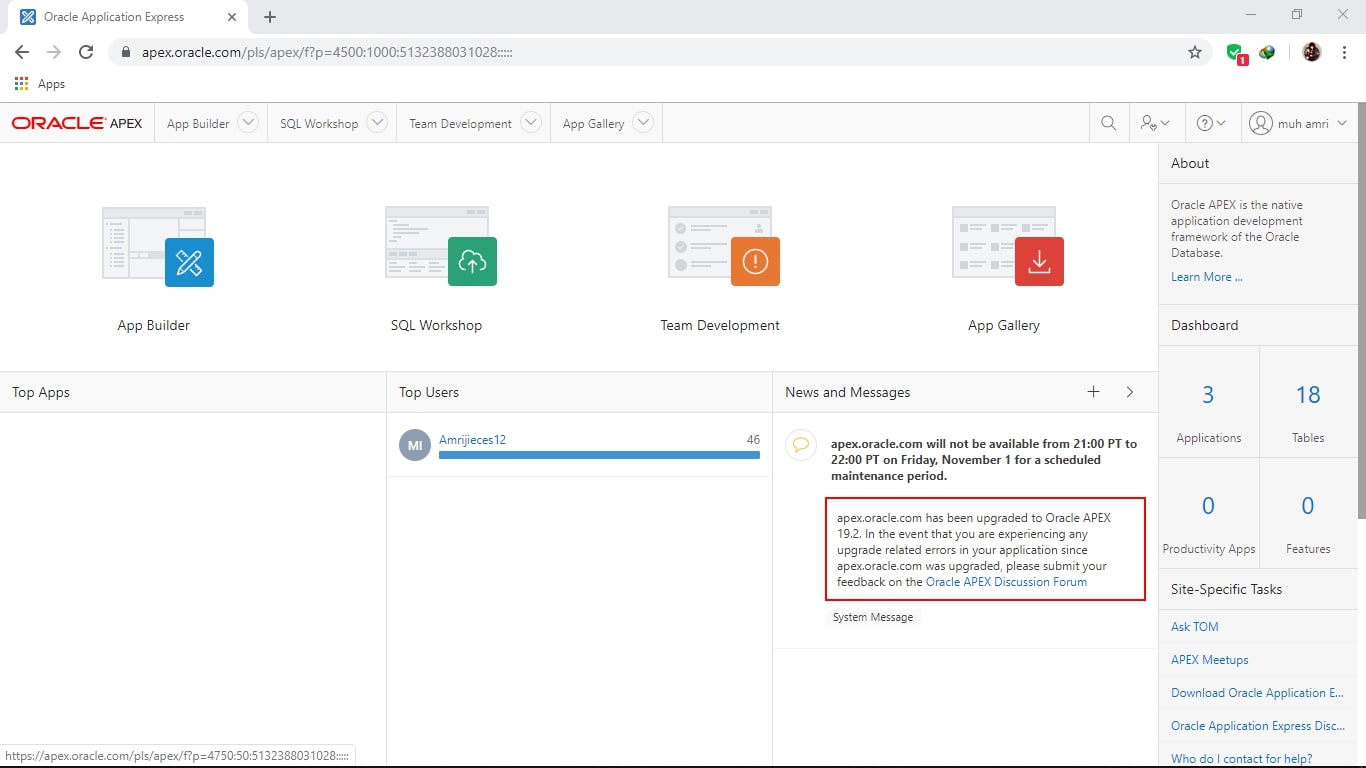 Oracle Application Express
apex.oracle.com/pls/apex/f?p=4500:1000:5132388031028:::::
1
Apps
ORACLE APEX
App Builder
SQL Workshop
Team Development
App Gallery
muh amri
App Builder
SQL Workshop
Team Development
App Gallery
Top Apps
Top Users
MI
Amrijieces12
46
News and Messages
apex.oracle.com will not be available from 21:00 PT to
22:00 PT on Friday, November 1 for a scheduled
maintenance period.
apex.oracle.com has been upgraded to Oracle APEX
19.2. In the event that you are experiencing any
upgrade related errors in your application since
apex.oracle.com was upgraded, please submit your
feedback on the Oracle APEX Discussion Forum
System Message
About
Oracle APEX is the native
application development
framework of the Oracle
Database.
Learn More ...
Dashboard
3
Applications
18
Tables
0
Productivity Apps
0
Features
Site-Specific Tasks
Ask TOM
APEX Meetups
Download Oracle Application E...
Oracle Application Express Disc...
Who do I contact for help?
https://apex.oracle.com/pls/apex/f?p=4750:50:5132388031028:::::